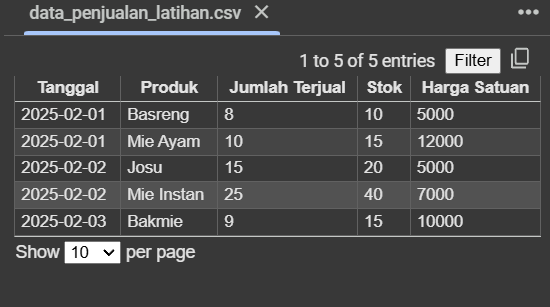 data_penjualan_latihan.csv ×
1 to 5 of 5 entries Filter
Tanggal Produk Jumlah Terjual Stok Harga Satuan
2025-02-01 Basreng 8 10 5000
2025-02-01 Mie Ayam 10 15 12000
2025-02-02 Josu 15 20 5000
2025-02-02 Mie Instan 25 40 7000
2025-02-03 Bakmie 9 15 10000
Show 10 per page